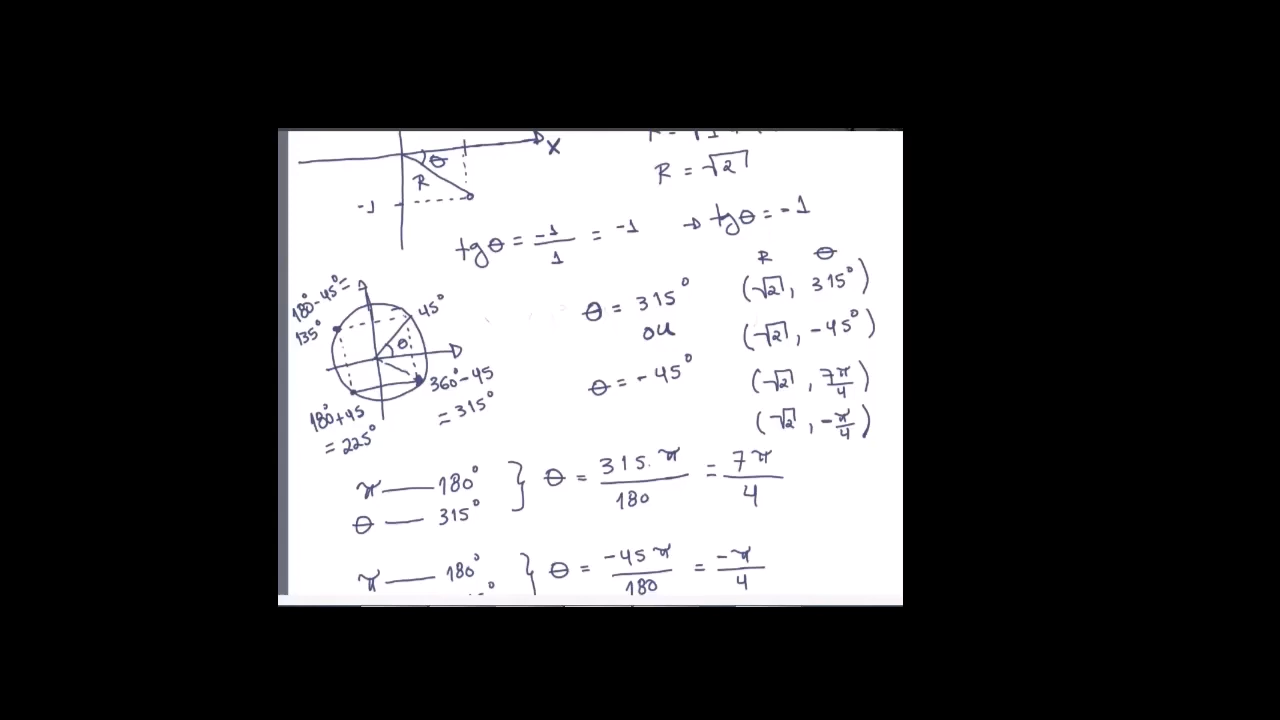 X
θ
R
-1
R = √2
tgθ = -1/1 = -1 → tgθ = -1
R θ
180°-45°=
135°
45°
θ
360°-45
= 315°
180°+45
= 225°
θ = 315°
ou
θ = -45°
(√2, 315°)
(√2, -45°)
(√2, 7π/4)
(√2, -π/4)
π — 180° } θ = 315.π/180 = 7π/4
θ — 315°
π — 180° } θ = -45π/180 = -π/4